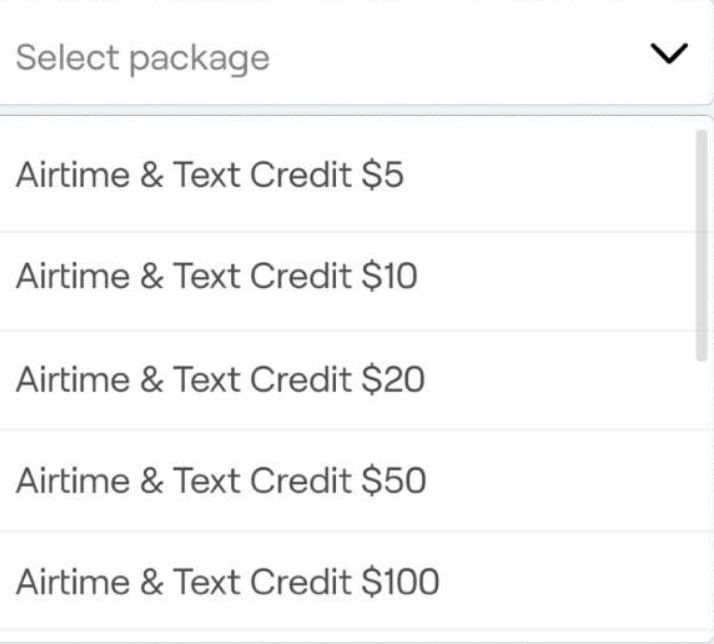 Select package
Airtime & Text Credit $5
Airtime & Text Credit $10
Airtime & Text Credit $20
Airtime & Text Credit $50
Airtime & Text Credit $100